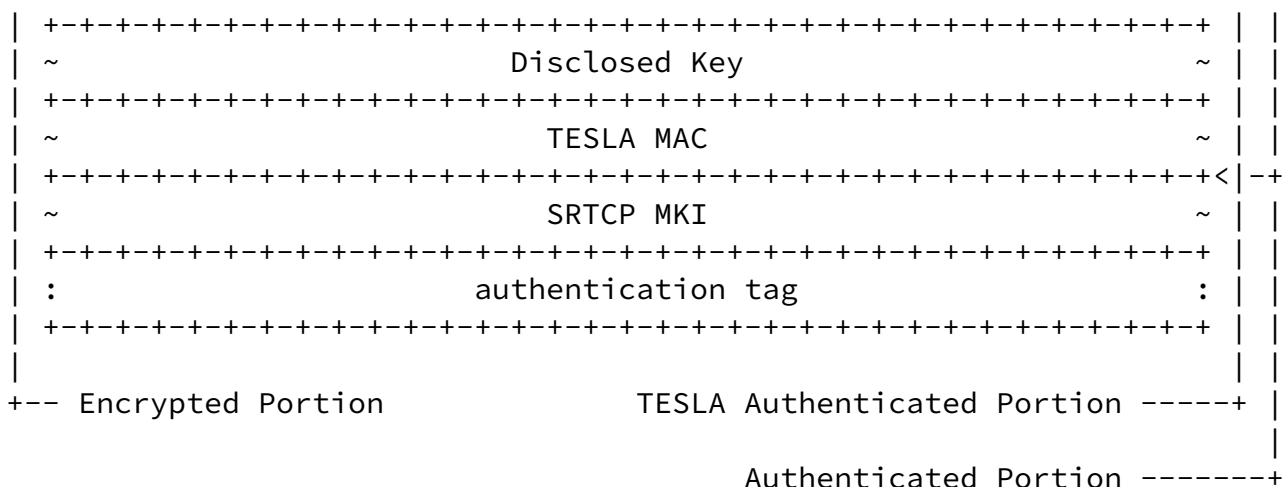 | +-+-+-+-+-+-+-+-+-+-+-+-+-+-+-+-+-+-+-+-+-+-+-+-+-+-+-+-+-+-+-+-+ | |
| ~                         Disclosed Key                         ~ | |
| +-+-+-+-+-+-+-+-+-+-+-+-+-+-+-+-+-+-+-+-+-+-+-+-+-+-+-+-+-+-+-+-+ | |
| ~                           TESLA MAC                           ~ | |
| +-+-+-+-+-+-+-+-+-+-+-+-+-+-+-+-+-+-+-+-+-+-+-+-+-+-+-+-+-+-+-+-+<|-+
| ~                           SRTCP MKI                           ~ | |
| +-+-+-+-+-+-+-+-+-+-+-+-+-+-+-+-+-+-+-+-+-+-+-+-+-+-+-+-+-+-+-+-+ | |
| :                       authentication tag                      : | |
| +-+-+-+-+-+-+-+-+-+-+-+-+-+-+-+-+-+-+-+-+-+-+-+-+-+-+-+-+-+-+-+-+ | |
|                                                                   | |
+-- Encrypted Portion              TESLA Authenticated Portion -----+ |
                                                                      |
                                         Authenticated Portion -------+